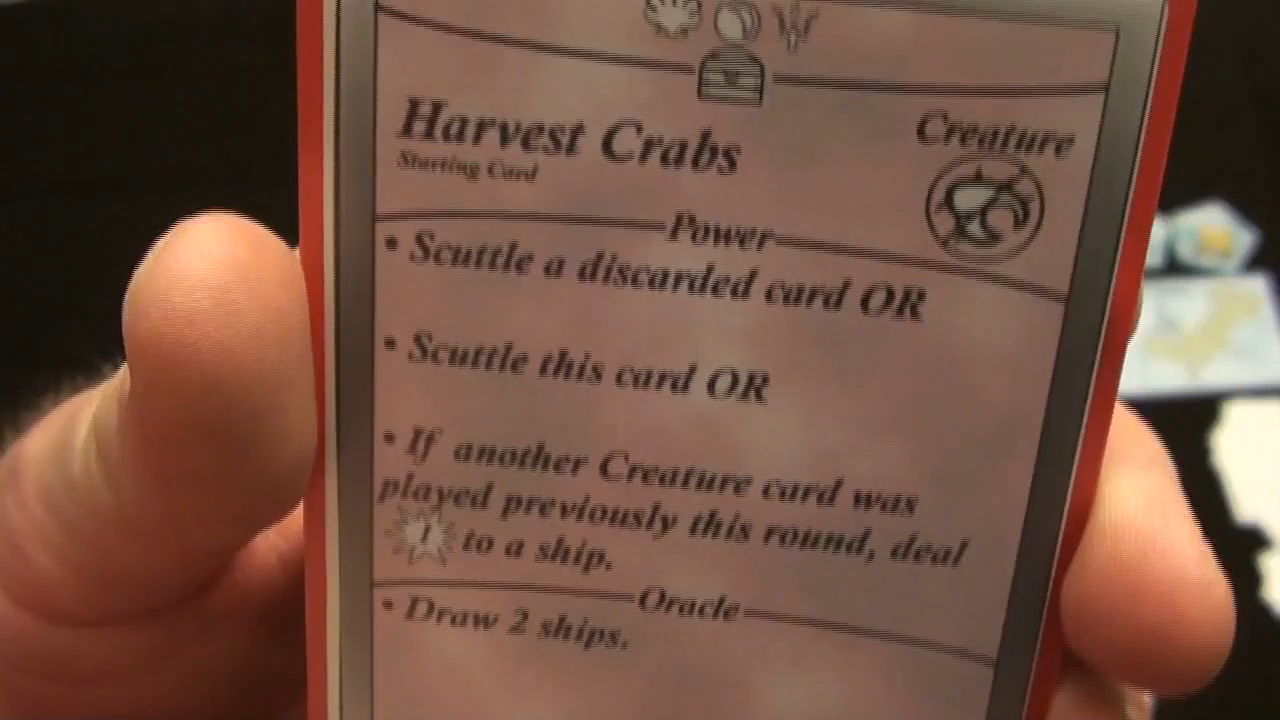 Harvest Crabs
Starting Card
Creature
Power
• Scuttle a discarded card OR
• Scuttle this card OR
• If another Creature card was
played previously this round, deal
1 to a ship.
Oracle
• Draw 2 ships.